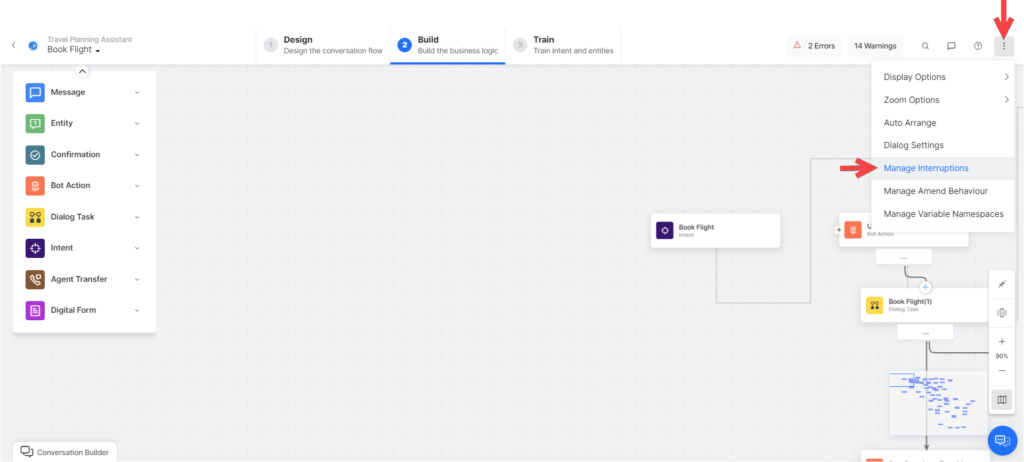 Travel Planning Assistant
Book Flight
1
Design
Design the conversation flow
2
Build
Build the business logic
3
Train
Train intent and entities
2 Errors
14 Warnings
Message
Entity
Confirmation
Bot Action
Dialog Task
Intent
Agent Transfer
Digital Form
Display Options
Zoom Options
Auto Arrange
Dialog Settings
Manage Interruptions
Manage Amend Behaviour
Manage Variable Namespaces
Book Flight
Intent
Bot Action
Book Flight(1)
Dialog Task
90%
Conversation Builder